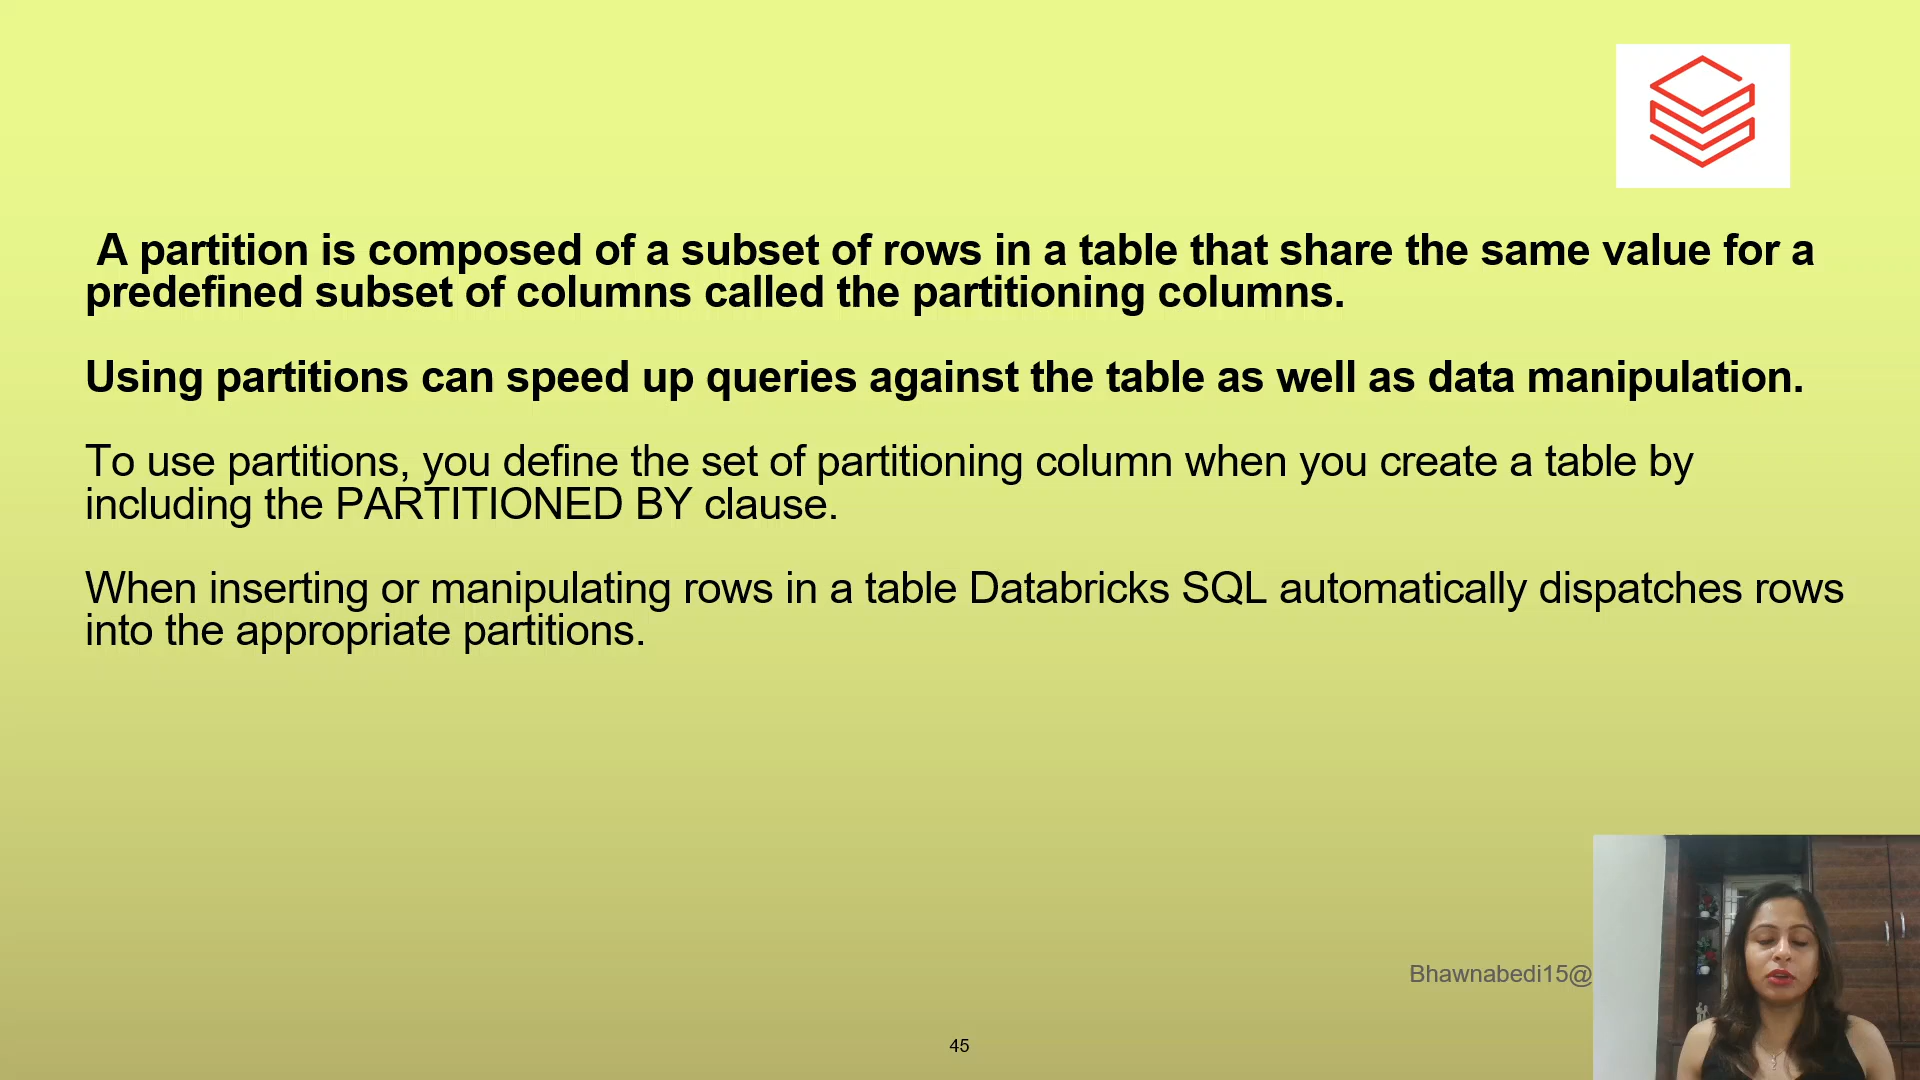 A partition is composed of a subset of rows in a table that share the same value for a
predefined subset of columns called the partitioning columns.
Using partitions can speed up queries against the table as well as data manipulation.
To use partitions, you define the set of partitioning column when you create a table by
including the PARTITIONED BY clause.
When inserting or manipulating rows in a table Databricks SQL automatically dispatches rows
into the appropriate partitions.
Bhawnabedi15@
45